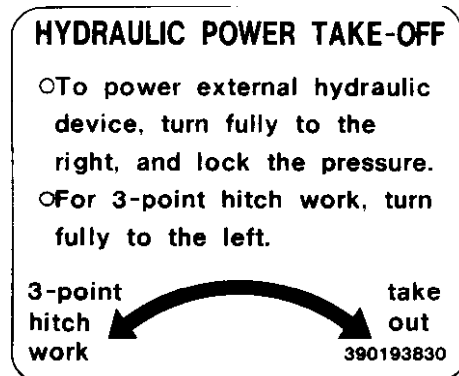 HYDRAULIC POWER TAKE-OFF
○To power external hydraulic
device, turn fully to the
right, and lock the pressure.
○For 3-point hitch work, turn
fully to the left.
3-point
hitch
work
take
out
390193830